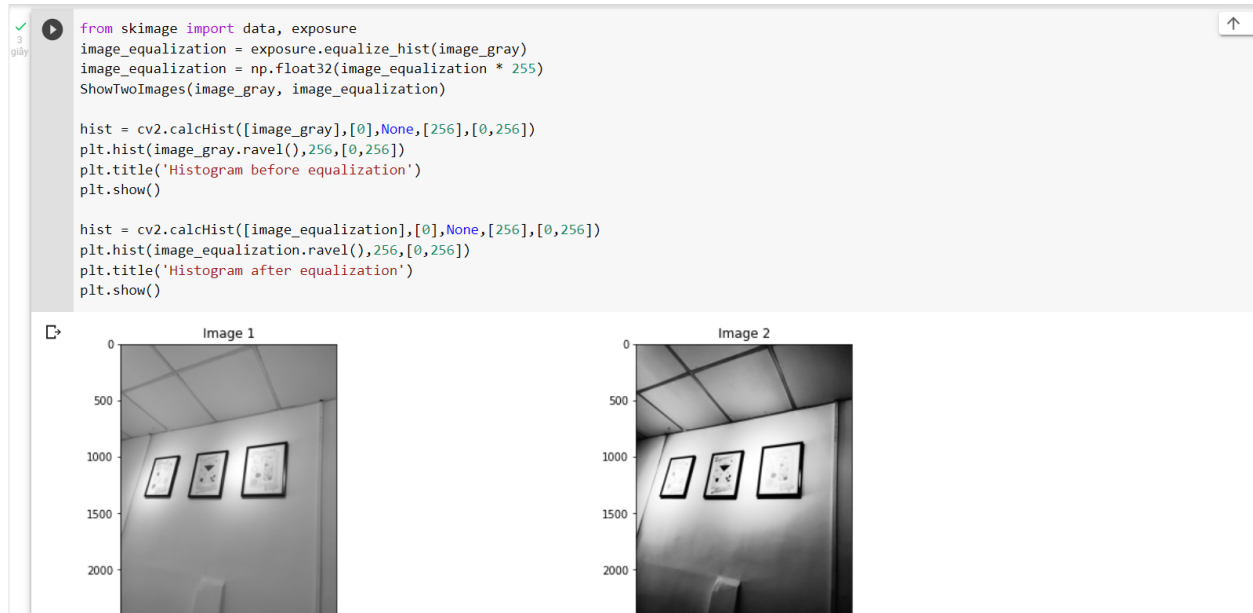 3
giây
from skimage import data, exposure
image_equalization = exposure.equalize_hist(image_gray)
image_equalization = np.float32(image_equalization * 255)
ShowTwoImages(image_gray, image_equalization)
hist = cv2.calcHist([image_gray],[0],None,[256],[0,256])
plt.hist(image_gray.ravel(),256,[0,256])
plt.title('Histogram before equalization')
plt.show()
hist = cv2.calcHist([image_equalization],[0],None,[256],[0,256])
plt.hist(image_equalization.ravel(),256,[0,256])
plt.title('Histogram after equalization')
plt.show()
Image 1
0
500
1000
1500
2000
Image 2
0
500
1000
1500
2000